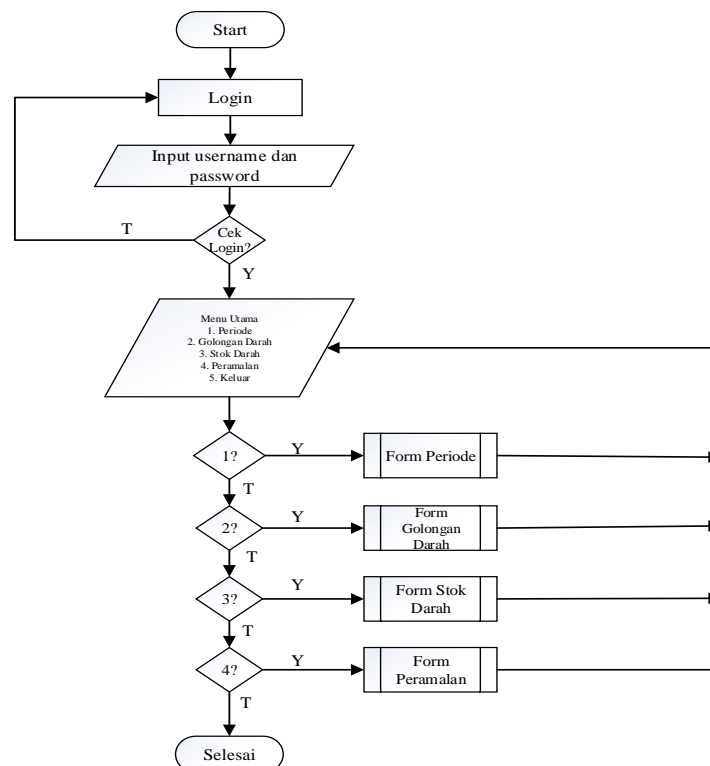 Start
Login
Input username dan
password
T
Cek
Login?
Y
Menu Utama
1. Periode
2. Golongan Darah
3. Stok Darah
4. Peramalan
5. Keluar
1?
Y
Form Periode
T
2?
Y
Form
Golongan
Darah
T
3?
Y
Form Stok
Darah
T
4?
Y
Form
Peramalan
T
Selesai